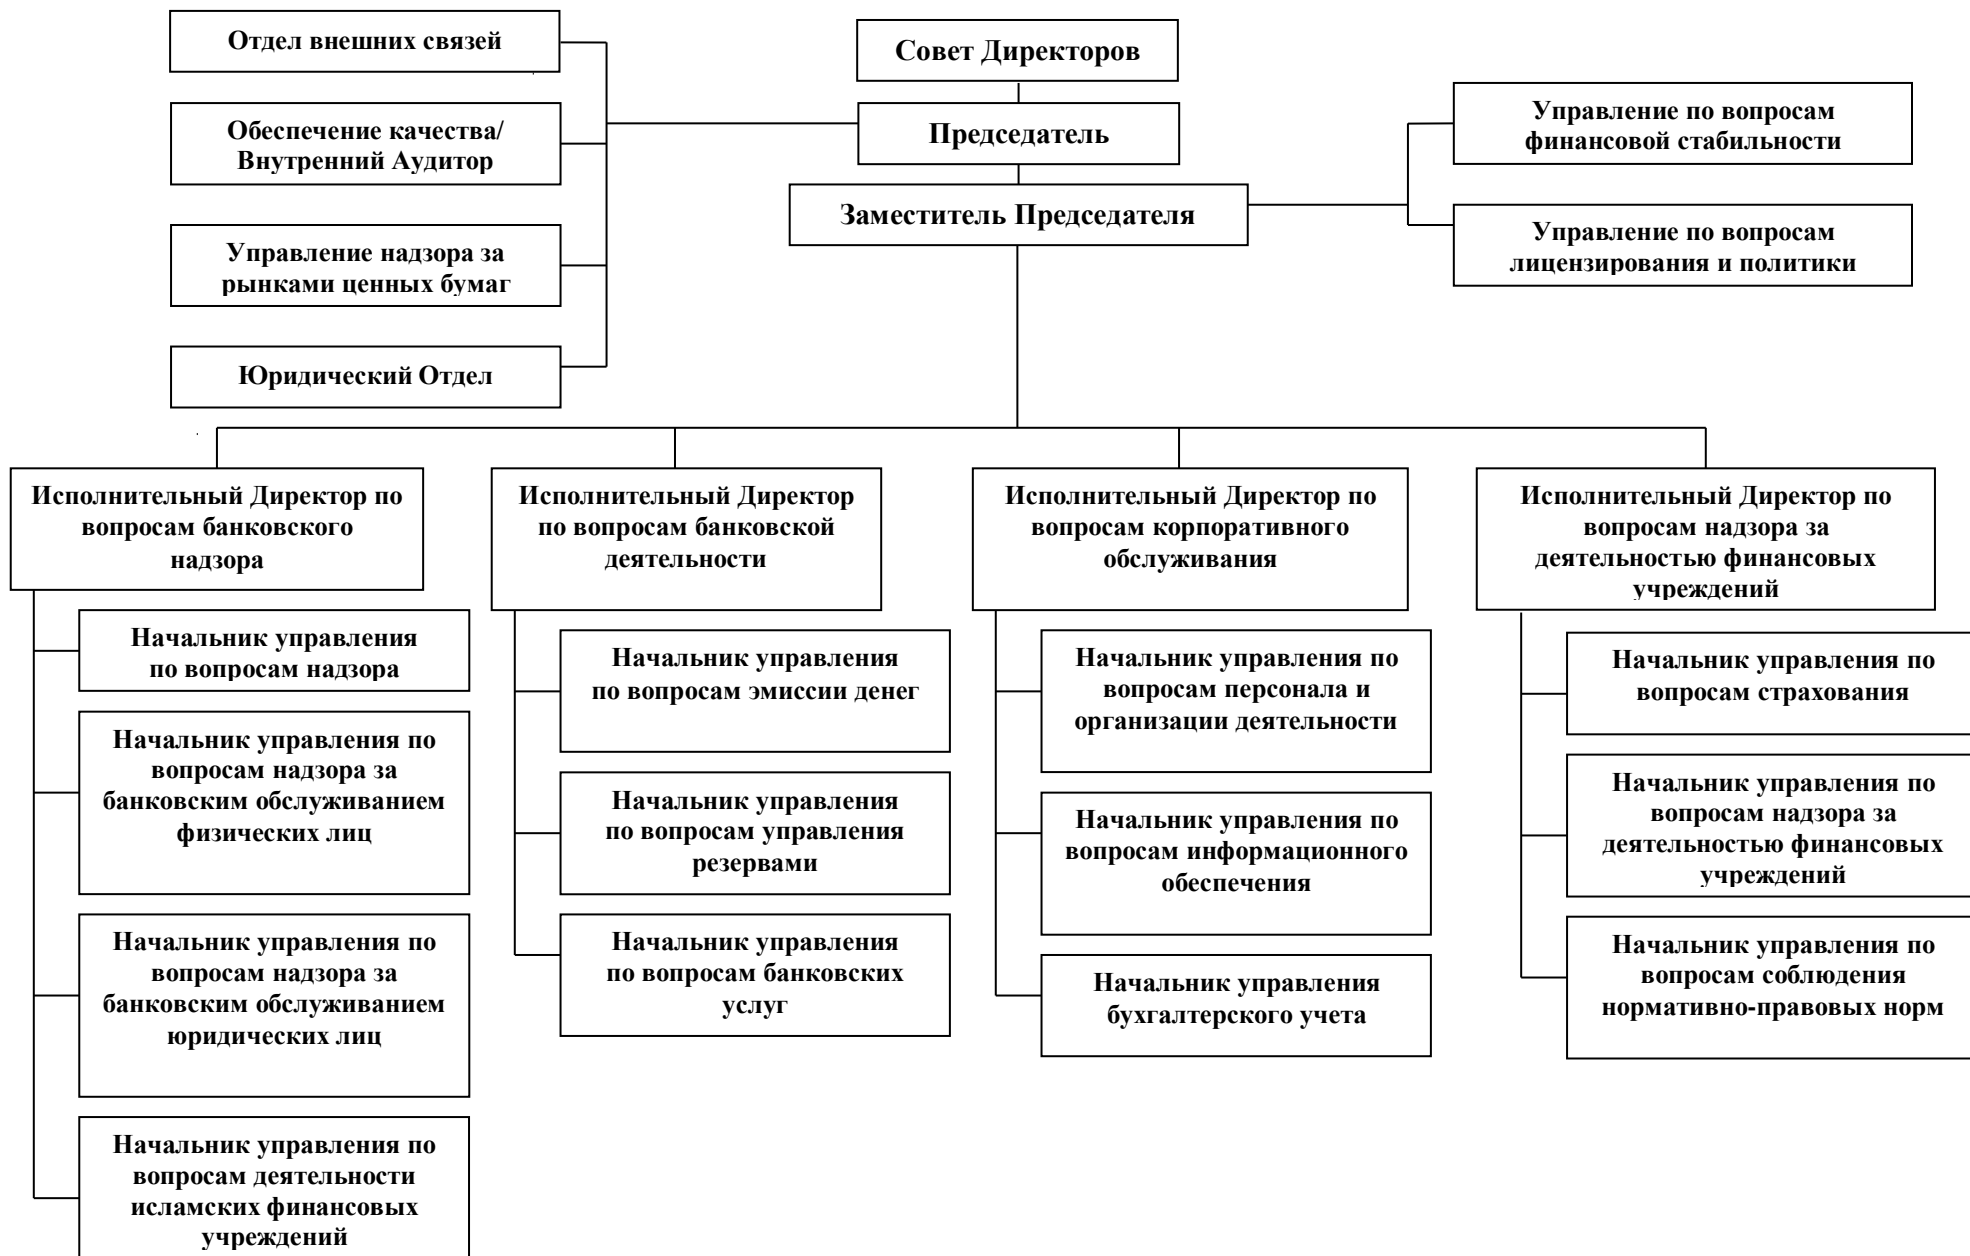 Отдел внешних связей
Совет Директоров
Обеспечение качества/
Внутренний Аудитор
Председатель
Управление по вопросам
финансовой стабильности
Заместитель Председателя
Управление надзора за
рынками ценных бумаг
Управление по вопросам
лицензирования и политики
Юридический Отдел
Исполнительный Директор по
вопросам банковского
надзора
Исполнительный Директор
по вопросам банковской
деятельности
Исполнительный Директор по
вопросам корпоративного
обслуживания
Исполнительный Директор по
вопросам надзора за
деятельностью финансовых
учреждений
Начальник управления
по вопросам надзора
Начальник управления по
вопросам надзора за
банковским обслуживанием
физических лиц
Начальник управления по
вопросам надзора за
банковским обслуживанием
юридических лиц
Начальник управления по
вопросам деятельности
исламских финансовых
учреждений
Начальник управления
по вопросам эмиссии денег
Начальник управления
по вопросам управления
резервами
Начальник управления
по вопросам банковских
услуг
Начальник управления по
вопросам персонала и
организации деятельности
Начальник управления по
вопросам информационного
обеспечения
Начальник управления
бухгалтерского учета
Начальник управления по
вопросам страхования
Начальник управления по
вопросам надзора за
деятельностью финансовых
учреждений
Начальник управления по
вопросам соблюдения
нормативно-правовых норм